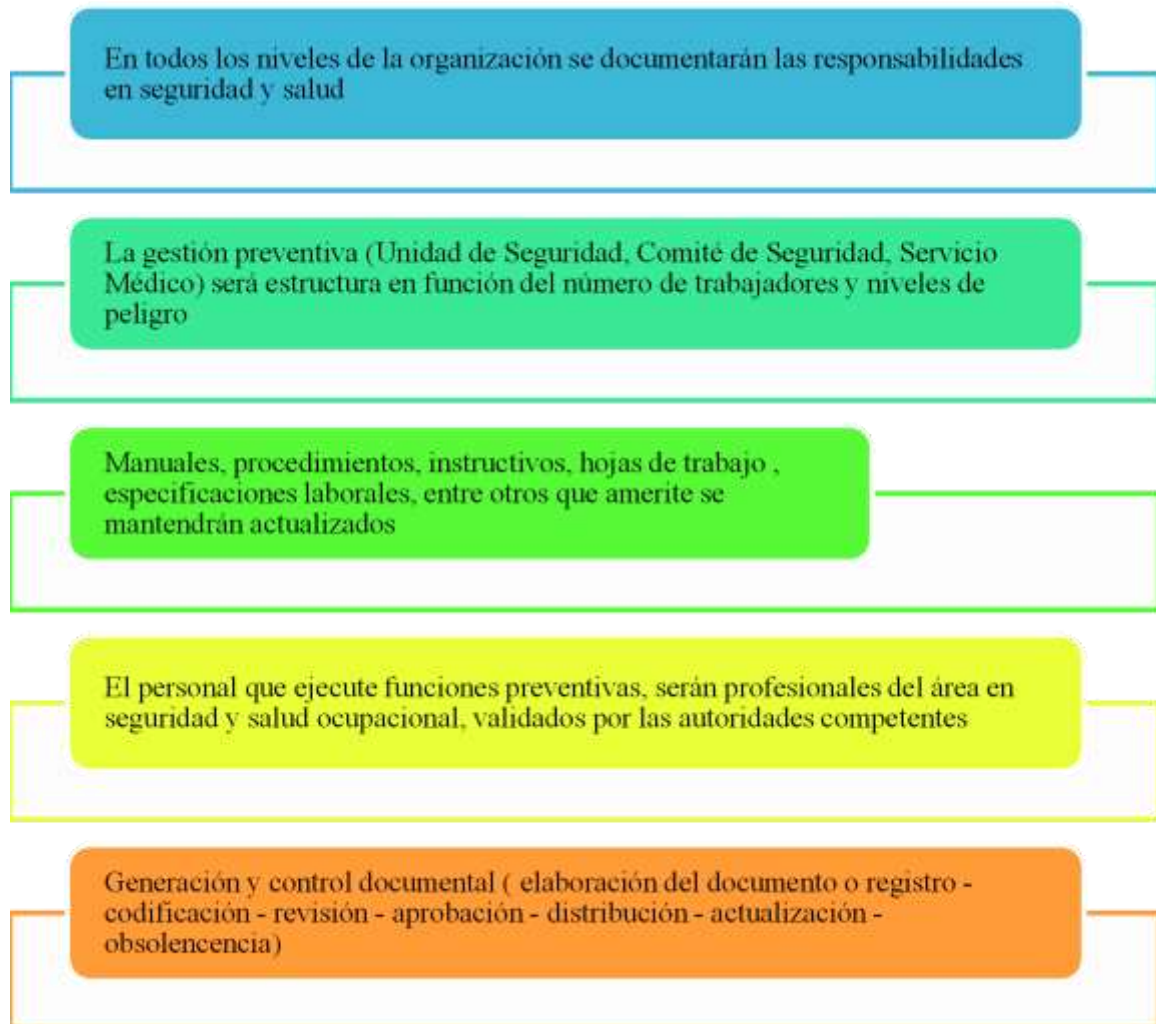 En todos los niveles de la organización se documentarán las responsabilidades
en seguridad y salud
La gestión preventiva (Unidad de Seguridad, Comité de Seguridad, Servicio
Médico) será estructura en función del número de trabajadores y niveles de
peligro
Manuales, procedimientos, instructivos, hojas de trabajo ,
especificaciones laborales, entre otros que amerite se
mantendrán actualizados
El personal que ejecute funciones preventivas, serán profesionales del área en
seguridad y salud ocupacional, validados por las autoridades competentes
Generación y control documental ( elaboración del documento o registro -
codificación - revisión - aprobación - distribución - actualización -
obsolencencia)